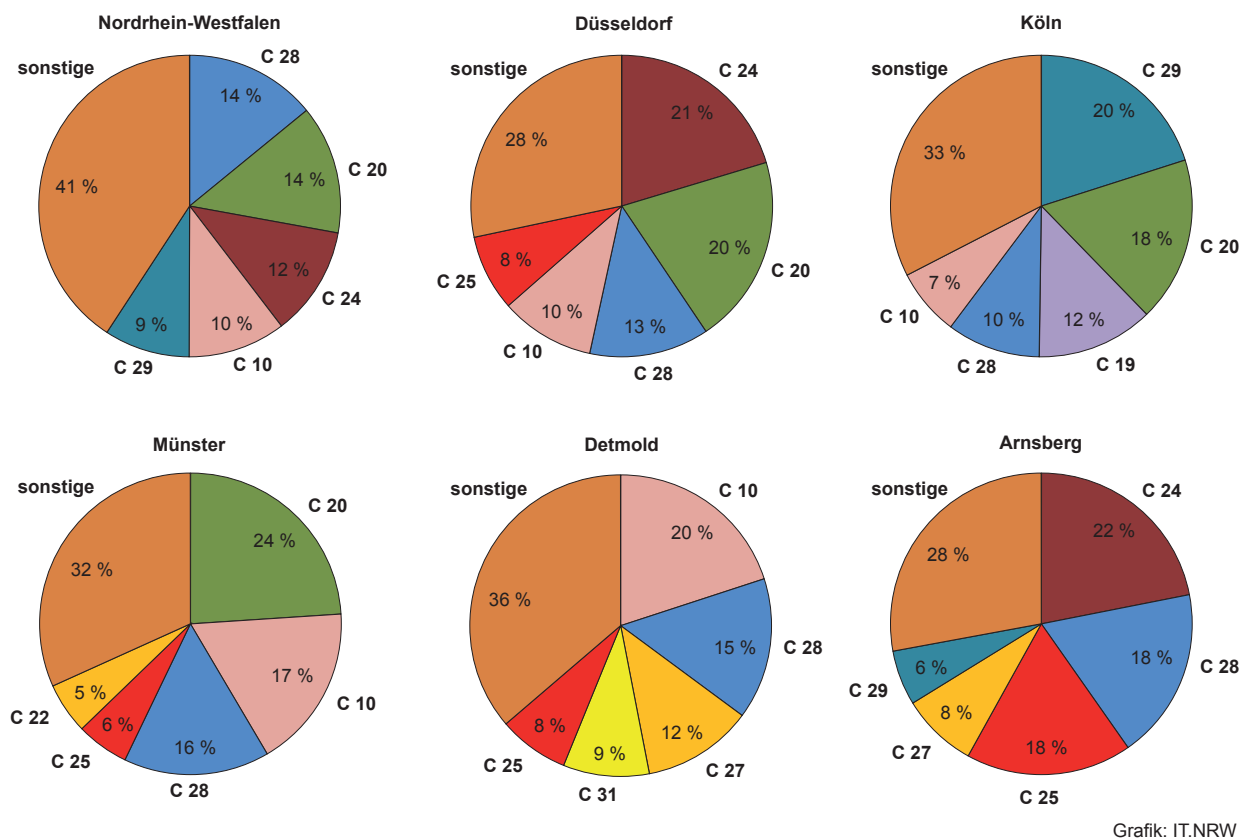 Nordrhein-Westfalen
sonstige
C 28
14 %
C 20
14 %
C 24
12 %
C 10
10 %
C 29
9 %
41 %
Düsseldorf
sonstige
C 24
21 %
C 20
20 %
C 28
13 %
C 10
10 %
C 25
8 %
28 %
Köln
sonstige
C 29
20 %
C 20
18 %
C 19
12 %
C 28
10 %
C 10
7 %
33 %
Münster
sonstige
C 20
24 %
C 10
17 %
C 28
16 %
C 25
6 %
C 22
5 %
32 %
Detmold
sonstige
C 10
20 %
C 28
15 %
C 27
12 %
C 31
9 %
C 25
8 %
36 %
Arnsberg
sonstige
C 24
22 %
C 28
18 %
C 25
18 %
C 27
8 %
C 29
6 %
28 %
Grafik: IT.NRW